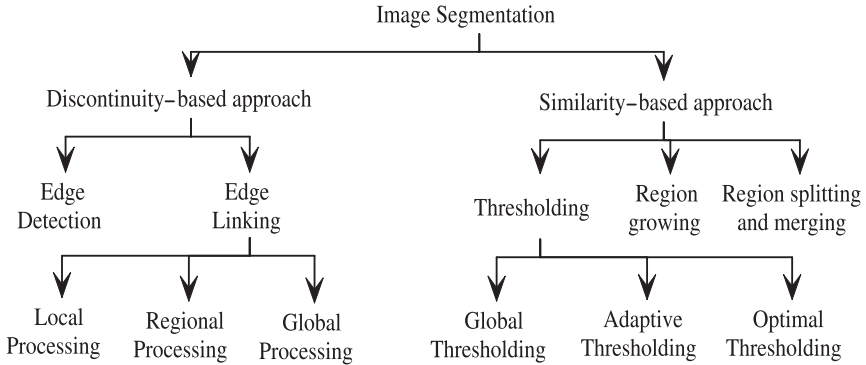 Image Segmentation
Discontinuity-based approach
Similarity-based approach
Edge
Detection
Edge
Linking
Thresholding
Region
growing
Region splitting
and merging
Local
Processing
Regional
Processing
Global
Processing
Global
Thresholding
Adaptive
Thresholding
Optimal
Thresholding